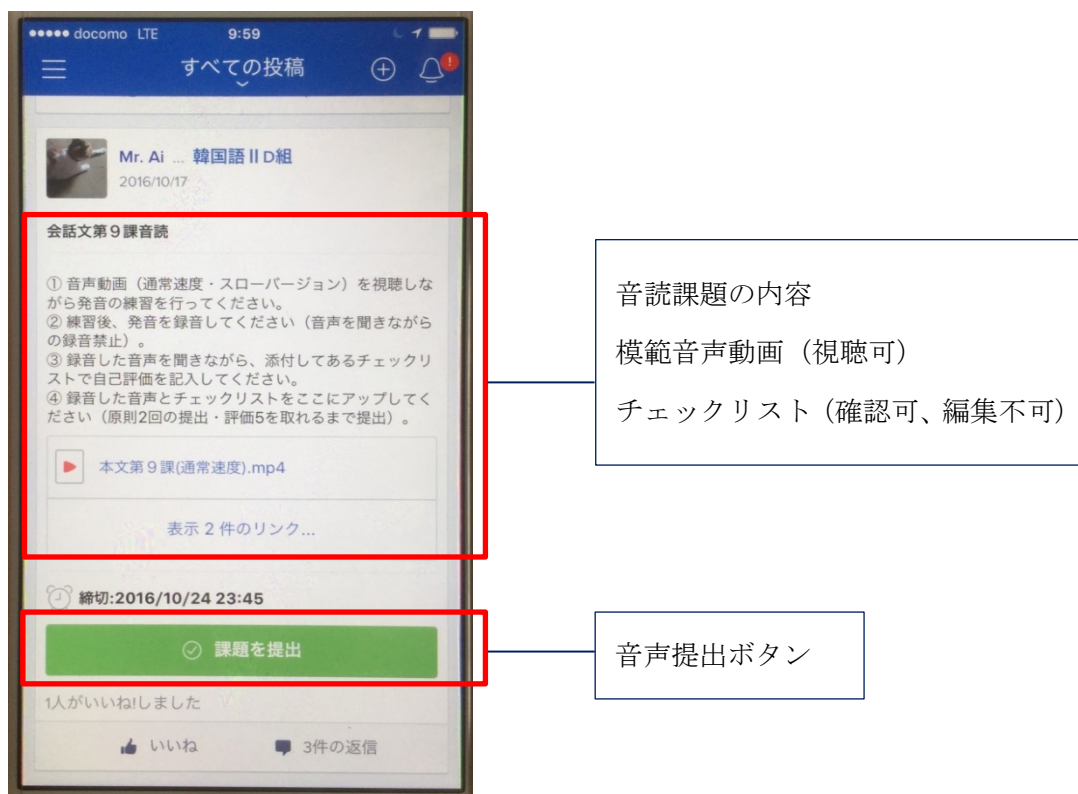 docomo LTE 9:59
すべての投稿
Mr. Ai ... 韓国語ⅡD組
2016/10/17
会話文第9課音読
① 音声動画（通常速度・スローバージョン）を視聴しな
がら発音の練習を行ってください。
② 練習後、発音を録音してください（音声を聞きながら
の録音禁止）。
③ 録音した音声を聞きながら、添付してあるチェックリ
ストで自己評価を記入してください。
④ 録音した音声とチェックリストをここにアップしてく
ださい（原則2回の提出・評価5を取れるまで提出）。
本文第9課(通常速度).mp4
表示 2 件のリンク...
締切:2016/10/24 23:45
課題を提出
1人がいいね!しました
いいね 3件の返信
音読課題の内容
模範音声動画（視聴可）
チェックリスト（確認可、編集不可）
音声提出ボタン